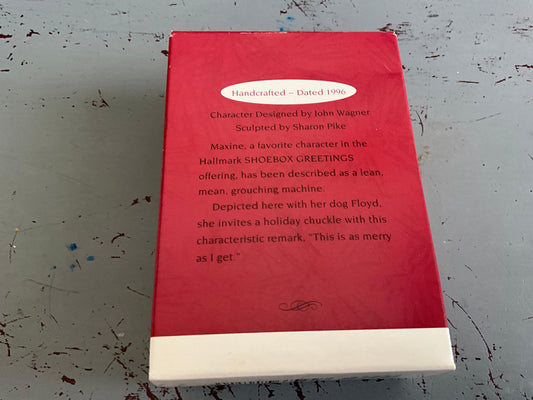 Handcrafted – Dated 1996
Character Designed by John Wagner
Sculpted by Sharon Pike
Maxine, a favorite character in the
Hallmark SHOEBOX GREETINGS
offering, has been described as a lean,
mean, grouching machine.
Depicted here with her dog Floyd,
she invites a holiday chuckle with this
characteristic remark, "This is as merry
as I get."